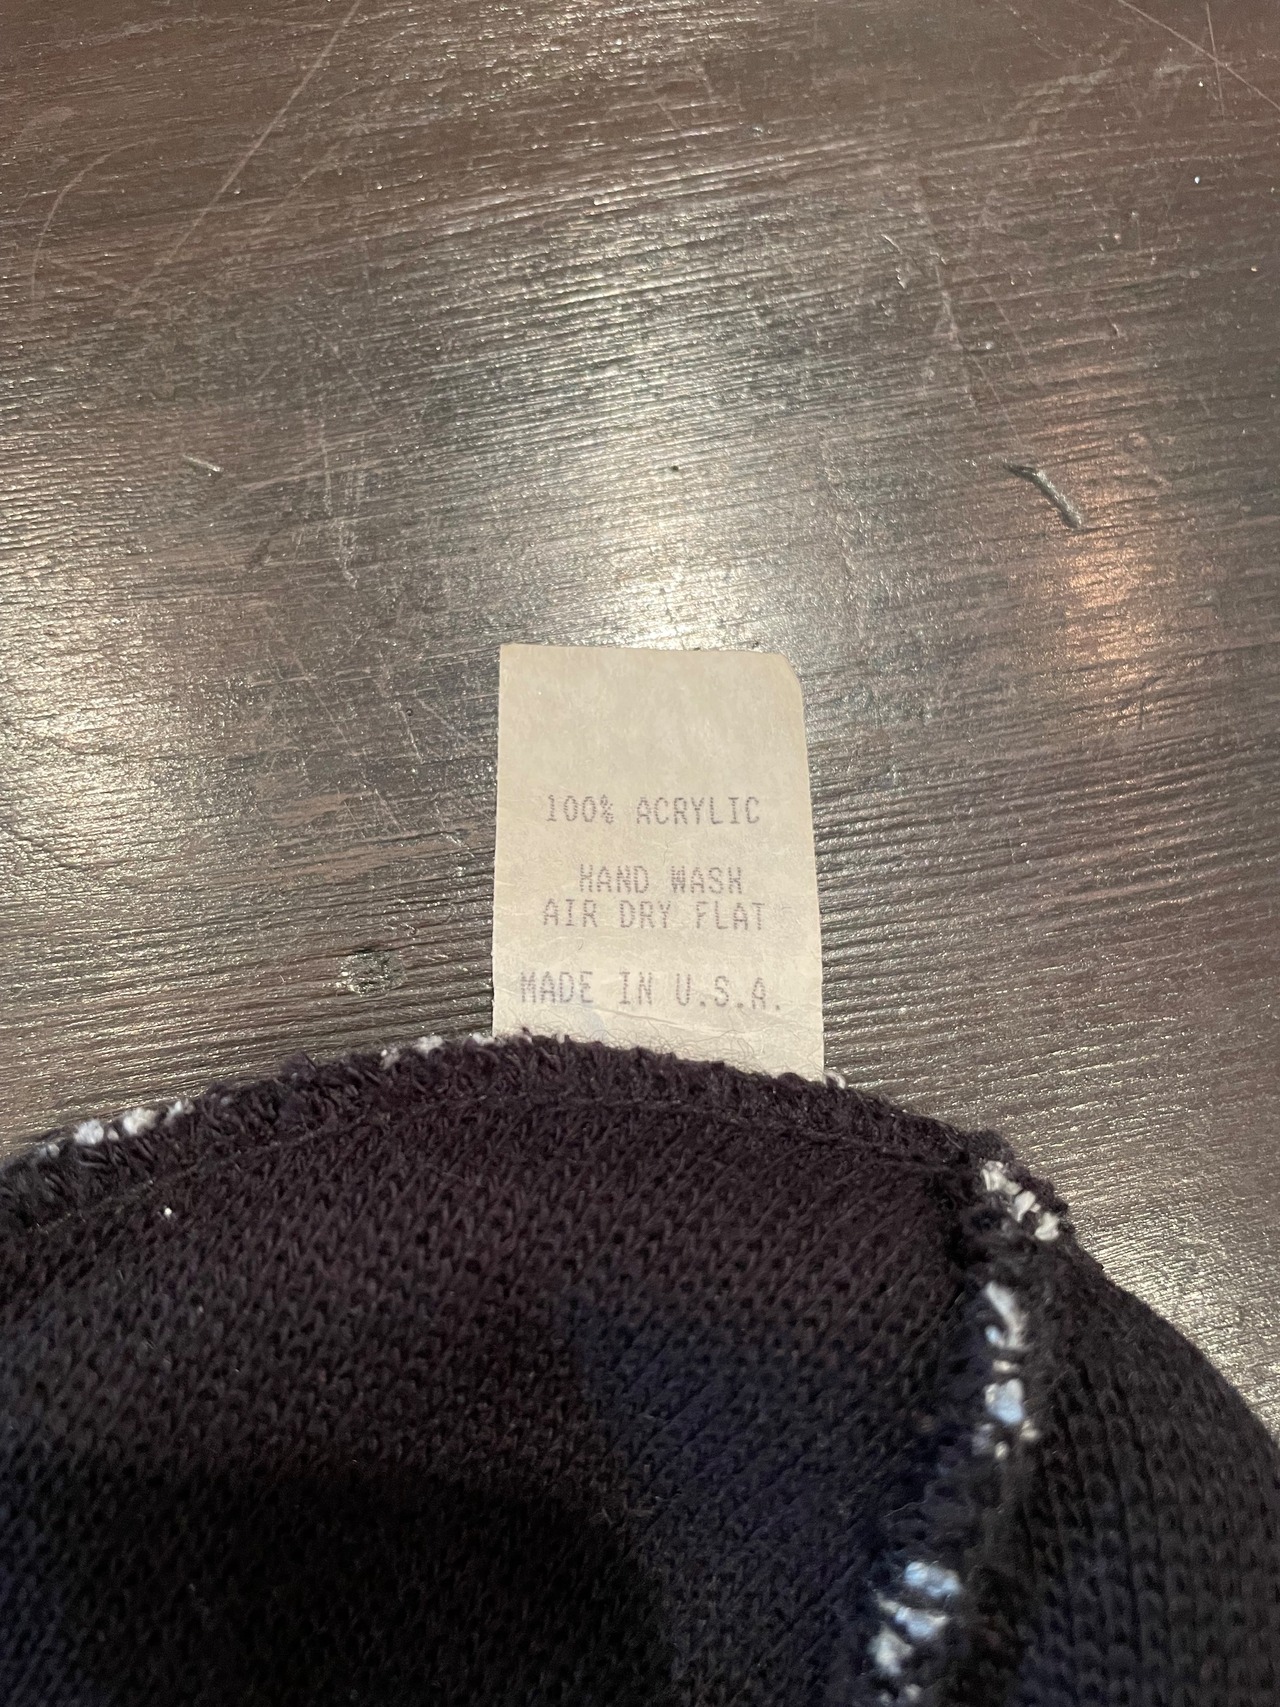 100% ACRYLIC
HAND WASH
AIR DRY FLAT
MADE IN U.S.A.